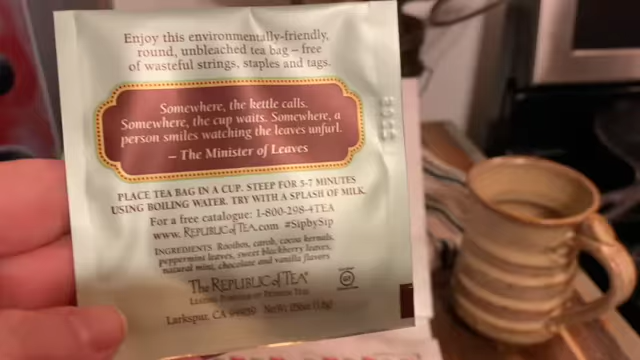 Enjoy this environmentally-friendly,
round, unbleached tea bag – free
of wasteful strings, staples and tags.
Somewhere, the kettle calls.
Somewhere, the cup waits. Somewhere, a
person smiles watching the leaves unfurl.
– The Minister of Leaves
PLACE TEA BAG IN A CUP. STEEP FOR 5-7 MINUTES
USING BOILING WATER. TRY WITH A SPLASH OF MILK.
For a free catalogue: 1-800-298-4TEA
www. REPUBLIC of TEA.com #SipbySip
INGREDIENTS Rooibos, carob, cocoa kernels,
peppermint leaves, sweet blackberry leaves,
natural mint, chocolate and vanilla flavors
The REPUBLIC of TEA®
Larkspur, CA